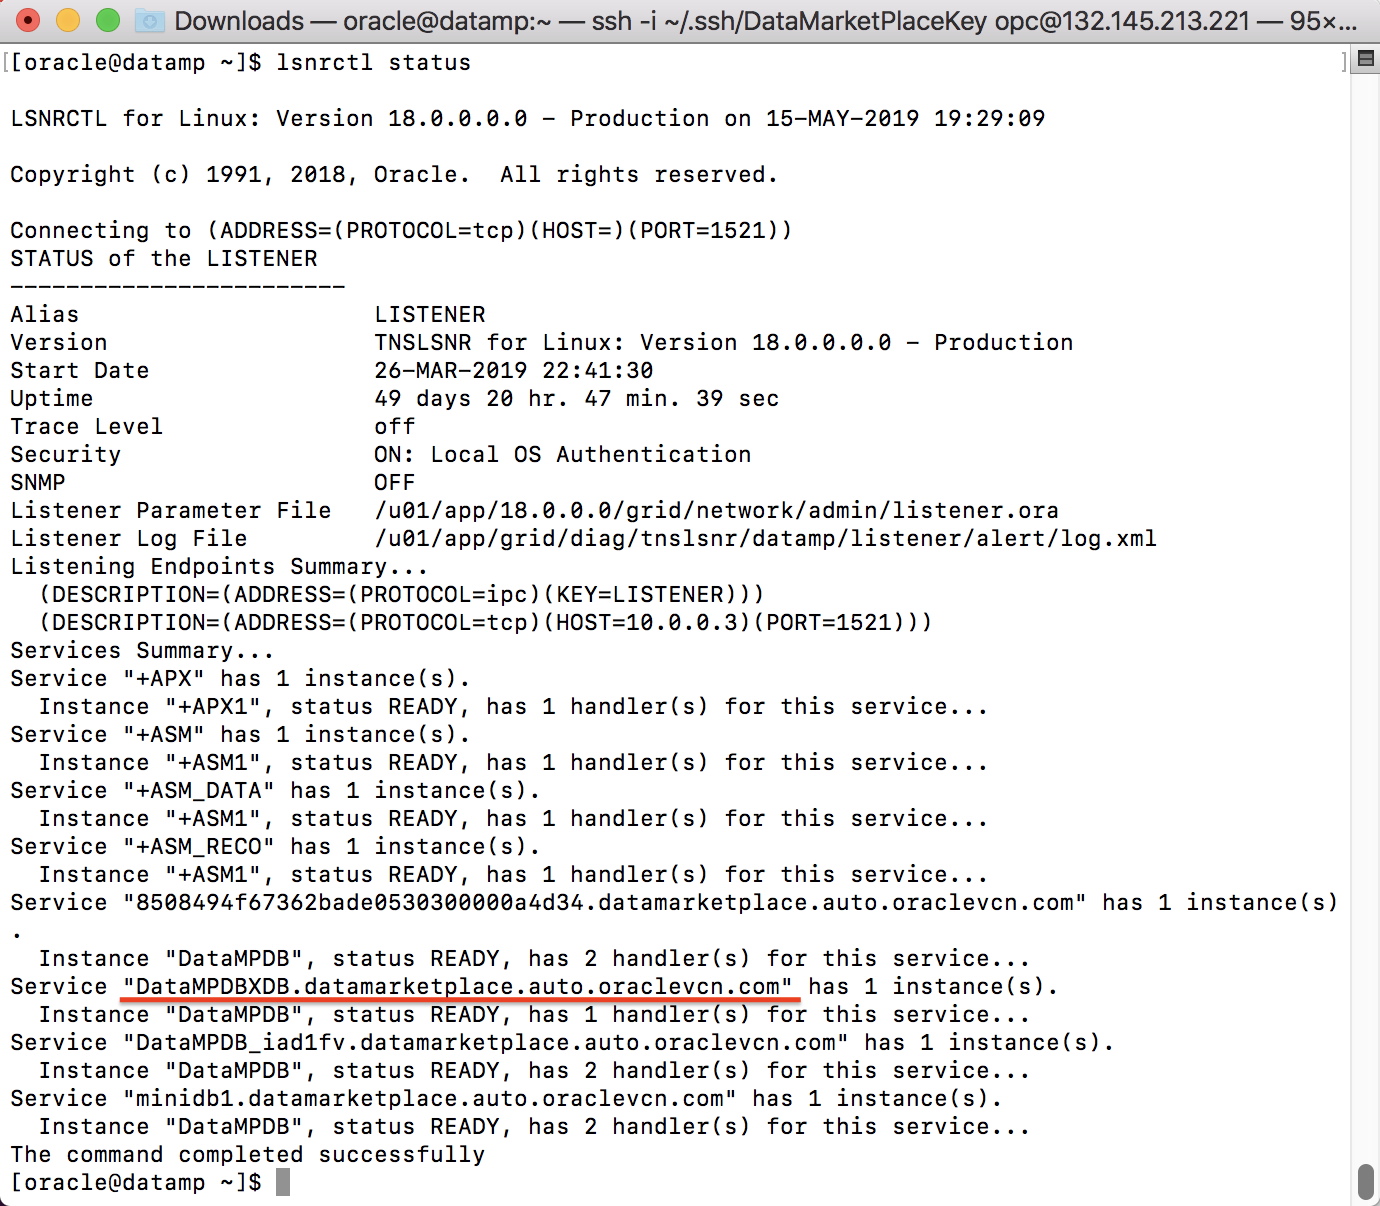 Downloads — oracle@datamp:~ — ssh -i ~/.ssh/DataMarketPlaceKey opc@132.145.213.221 — 95×...
[[oracle@datamp ~]$ lsnrctl status ]
LSNRCTL for Linux: Version 18.0.0.0.0 - Production on 15-MAY-2019 19:29:09
Copyright (c) 1991, 2018, Oracle.  All rights reserved.
Connecting to (ADDRESS=(PROTOCOL=tcp)(HOST=)(PORT=1521))
STATUS of the LISTENER
------------------------
Alias                     LISTENER
Version                   TNSLSNR for Linux: Version 18.0.0.0.0 - Production
Start Date                26-MAR-2019 22:41:30
Uptime                    49 days 20 hr. 47 min. 39 sec
Trace Level               off
Security                  ON: Local OS Authentication
SNMP                      OFF
Listener Parameter File   /u01/app/18.0.0.0/grid/network/admin/listener.ora
Listener Log File         /u01/app/grid/diag/tnslsnr/datamp/listener/alert/log.xml
Listening Endpoints Summary...
  (DESCRIPTION=(ADDRESS=(PROTOCOL=ipc)(KEY=LISTENER)))
  (DESCRIPTION=(ADDRESS=(PROTOCOL=tcp)(HOST=10.0.0.3)(PORT=1521)))
Services Summary...
Service "+APX" has 1 instance(s).
  Instance "+APX1", status READY, has 1 handler(s) for this service...
Service "+ASM" has 1 instance(s).
  Instance "+ASM1", status READY, has 1 handler(s) for this service...
Service "+ASM_DATA" has 1 instance(s).
  Instance "+ASM1", status READY, has 1 handler(s) for this service...
Service "+ASM_RECO" has 1 instance(s).
  Instance "+ASM1", status READY, has 1 handler(s) for this service...
Service "8508494f67362bade0530300000a4d34.datamarketplace.auto.oraclevcn.com" has 1 instance(s)
.
  Instance "DataMPDB", status READY, has 2 handler(s) for this service...
Service "DataMPDBXDB.datamarketplace.auto.oraclevcn.com" has 1 instance(s).
  Instance "DataMPDB", status READY, has 1 handler(s) for this service...
Service "DataMPDB_iad1fv.datamarketplace.auto.oraclevcn.com" has 1 instance(s).
  Instance "DataMPDB", status READY, has 2 handler(s) for this service...
Service "minidb1.datamarketplace.auto.oraclevcn.com" has 1 instance(s).
  Instance "DataMPDB", status READY, has 2 handler(s) for this service...
The command completed successfully
[oracle@datamp ~]$